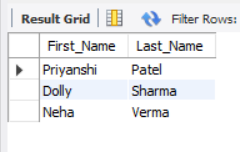 Result Grid Filter Rows:
First_Name Last_Name
Priyanshi Patel
Dolly Sharma
Neha Verma